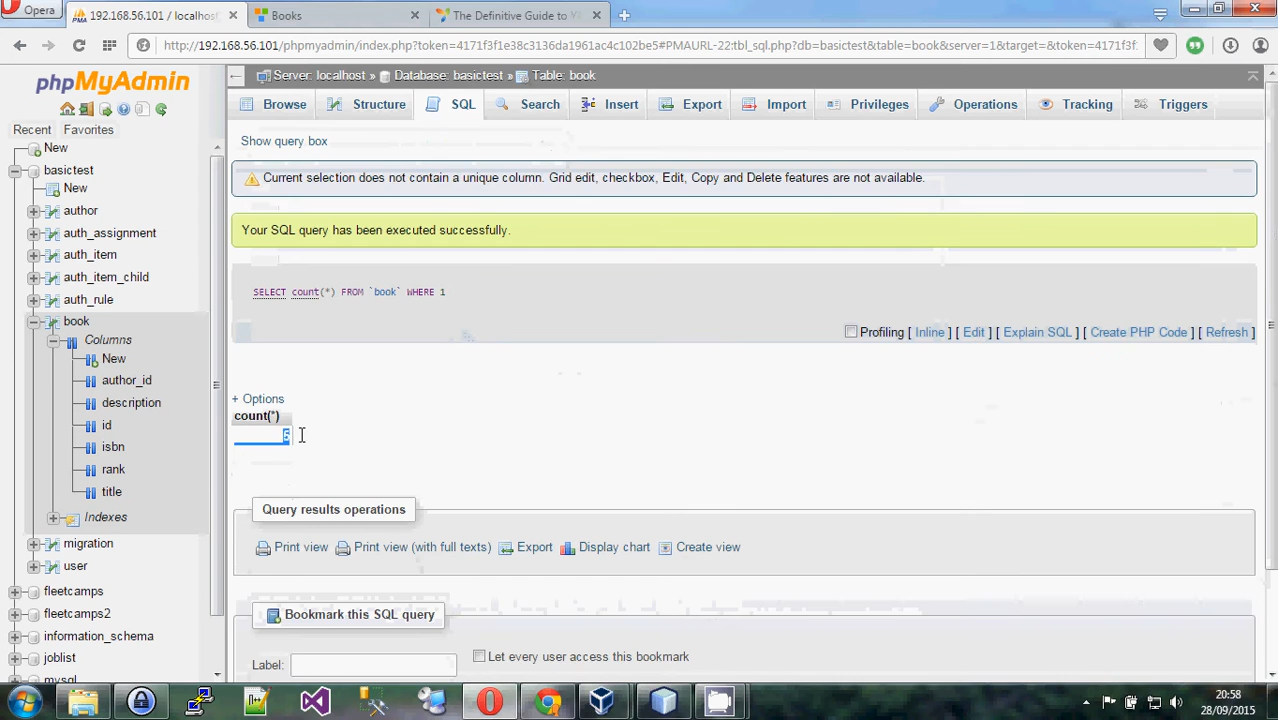 Opera
192.168.56.101 / localhos
Books
The Definitive Guide to Yi
http://192.168.56.101/phpmyadmin/index.php?token=4171f3f1e38c3136da1961ac4c102be5#PMAURL-22:tbl_sql.php?db=basictest&table=book&server=1&target=&token=4171f3f:
phpMyAdmin
Server: localhost » Database: basictest » Table: book
Browse Structure SQL Search Insert Export Import Privileges Operations Tracking Triggers
Recent Favorites
New
basictest
New
author
auth_assignment
auth_item
auth_item_child
auth_rule
book
Columns
New
author_id
description
id
isbn
rank
title
Indexes
migration
user
fleetcamps
fleetcamps2
information_schema
joblist
mysql
Show query box
Current selection does not contain a unique column. Grid edit, checkbox, Edit, Copy and Delete features are not available.
Your SQL query has been executed successfully.
SELECT count(*) FROM `book` WHERE 1
Profiling [ Inline ] [ Edit ] [ Explain SQL ] [ Create PHP Code ] [ Refresh ]
+ Options
count(*)
Query results operations
Print view Print view (with full texts) Export Display chart Create view
Bookmark this SQL query
Label:
Let every user access this bookmark
20:58
28/09/2015